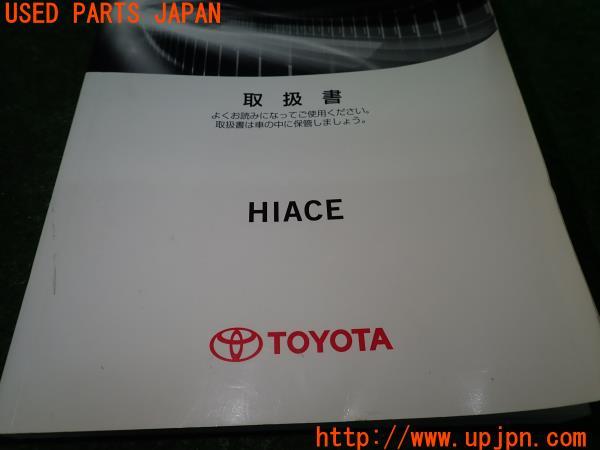 USED PARTS JAPAN
取扱書
よくお読みになってご使用ください。
取扱書は車の中に保管しましょう。
HIACE
TOYOTA
http://www.upjpn.com